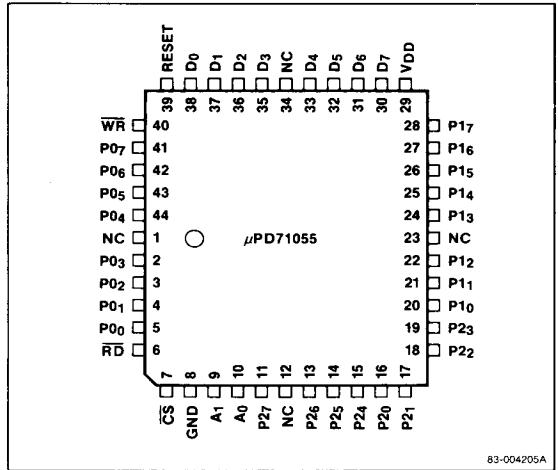 RESET D0 D1 D2 D3 NC D4 D5 D6 D7 VDD
39 38 37 36 35 34 33 32 31 30 29
W̅R̅ 40 28 P17
P07 41 27 P16
P06 42 26 P15
P05 43 25 P14
P04 44 24 P13
NC 1 μPD71055 23 NC
P03 2 22 P12
P02 3 21 P11
P01 4 20 P10
P00 5 19 P23
R̅D̅ 6 18 P22
7 8 9 10 11 12 13 14 15 16 17
C̅S̅ GND A1 A0 P27 NC P26 P25 P24 P20 P21
83-004205A